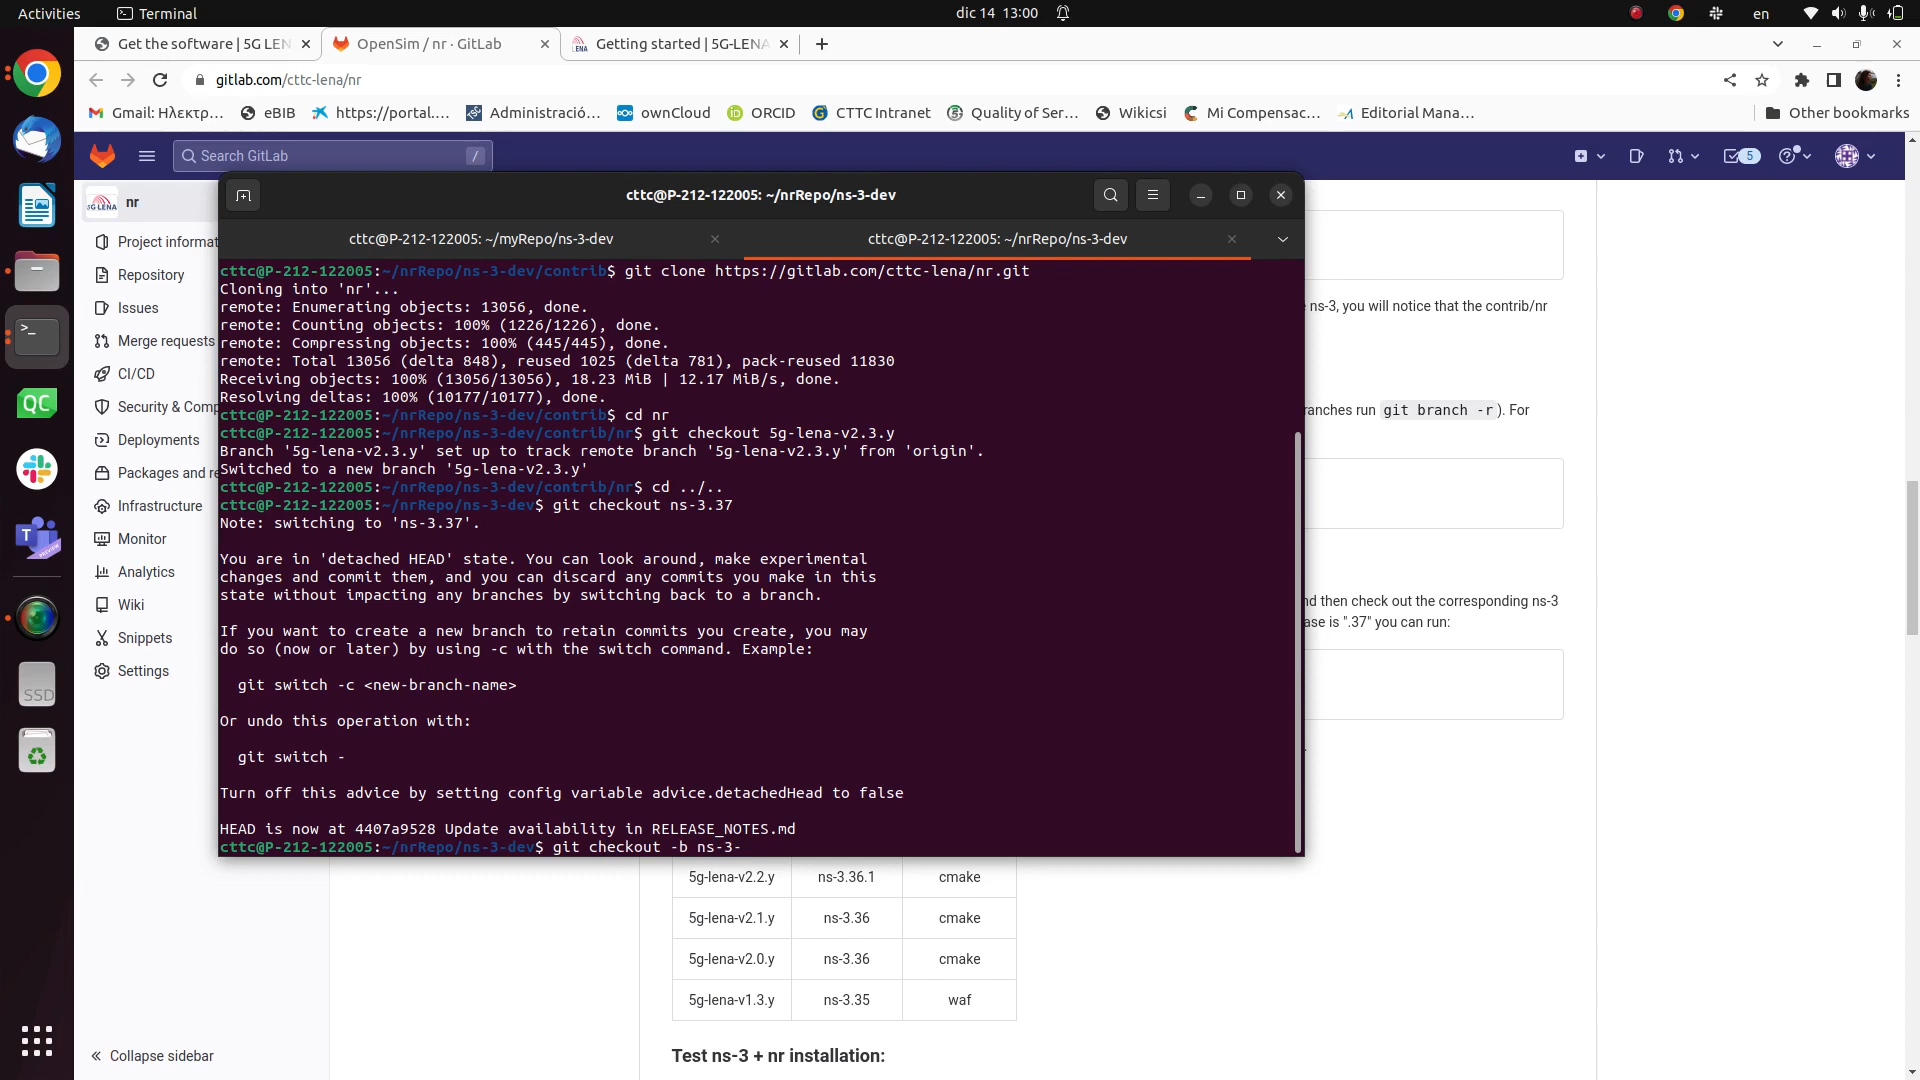 Activities
Terminal
dic 14 13:00
en
Get the software | 5G LEN
OpenSim / nr · GitLab
Getting started | 5G-LENA
gitlab.com/cttc-lena/nr
Gmail: Ηλεκτρ...
eBIB
https://portal....
Administració...
ownCloud
ORCID
CTTC Intranet
Quality of Ser...
Wikicsi
Mi Compensac...
Editorial Mana...
Other bookmarks
Search GitLab
/
5
5G LENA
nr
Project informat
Repository
Issues
Merge requests
CI/CD
Security & Comp
Deployments
Packages and re
Infrastructure
Monitor
Analytics
Wiki
Snippets
Settings
Collapse sidebar
cttc@P-212-122005: ~/nrRepo/ns-3-dev
cttc@P-212-122005: ~/myRepo/ns-3-dev
cttc@P-212-122005: ~/nrRepo/ns-3-dev
cttc@P-212-122005:~/nrRepo/ns-3-dev/contrib$ git clone https://gitlab.com/cttc-lena/nr.git
Cloning into 'nr'...
remote: Enumerating objects: 13056, done.
remote: Counting objects: 100% (1226/1226), done.
remote: Compressing objects: 100% (445/445), done.
remote: Total 13056 (delta 848), reused 1025 (delta 781), pack-reused 11830
Receiving objects: 100% (13056/13056), 18.23 MiB | 12.17 MiB/s, done.
Resolving deltas: 100% (10177/10177), done.
cttc@P-212-122005:~/nrRepo/ns-3-dev/contrib$ cd nr
cttc@P-212-122005:~/nrRepo/ns-3-dev/contrib/nr$ git checkout 5g-lena-v2.3.y
Branch '5g-lena-v2.3.y' set up to track remote branch '5g-lena-v2.3.y' from 'origin'.
Switched to a new branch '5g-lena-v2.3.y'
cttc@P-212-122005:~/nrRepo/ns-3-dev/contrib/nr$ cd ../..
cttc@P-212-122005:~/nrRepo/ns-3-dev$ git checkout ns-3.37
Note: switching to 'ns-3.37'.
You are in 'detached HEAD' state. You can look around, make experimental
changes and commit them, and you can discard any commits you make in this
state without impacting any branches by switching back to a branch.
If you want to create a new branch to retain commits you create, you may
do so (now or later) by using -c with the switch command. Example:
git switch -c <new-branch-name>
Or undo this operation with:
git switch -
Turn off this advice by setting config variable advice.detachedHead to false
HEAD is now at 4407a9528 Update availability in RELEASE_NOTES.md
cttc@P-212-122005:~/nrRepo/ns-3-dev$ git checkout -b ns-3-
ns-3, you will notice that the contrib/nr
ranches run git branch -r). For
nd then check out the corresponding ns-3
ase is ".37" you can run:
5g-lena-v2.2.y ns-3.36.1 cmake
5g-lena-v2.1.y ns-3.36 cmake
5g-lena-v2.0.y ns-3.36 cmake
5g-lena-v1.3.y ns-3.35 waf
Test ns-3 + nr installation:
SSD